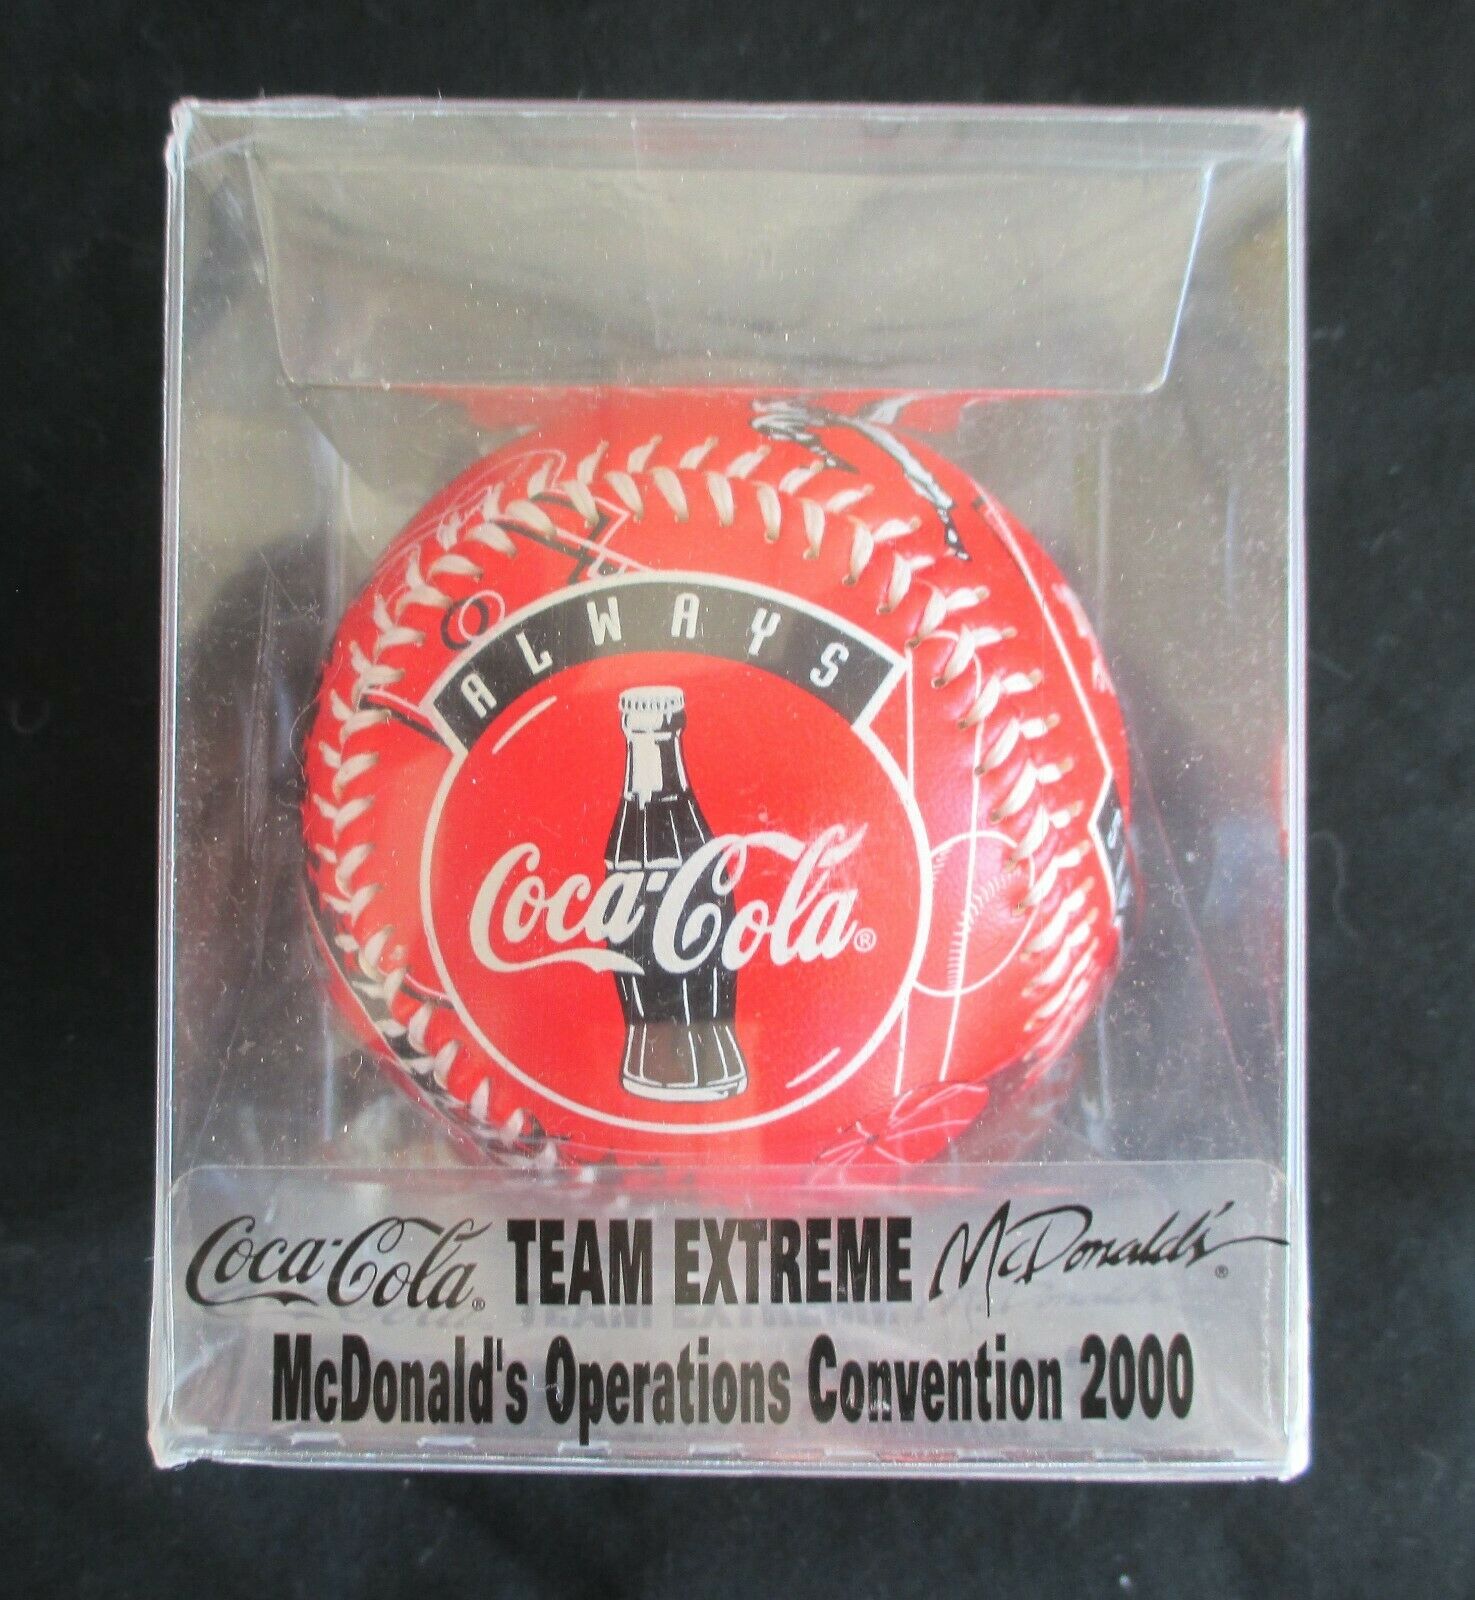 ALWAYS
Coca-Cola®
Coca-Cola® TEAM EXTREME McDonald's®
McDonald's Operations Convention 2000